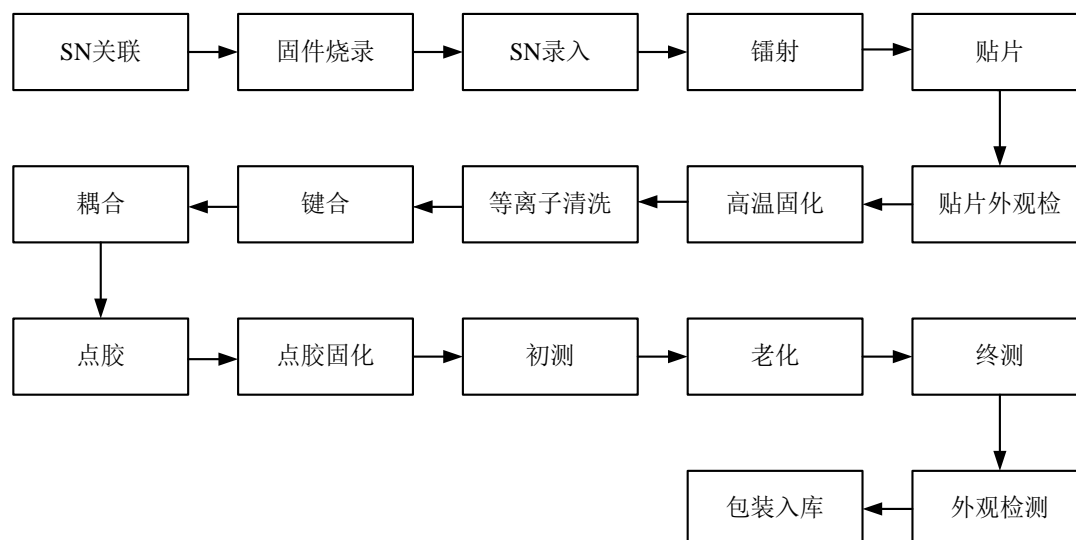 SN关联
固件烧录
SN录入
镭射
贴片
耦合
键合
等离子清洗
高温固化
贴片外观检
点胶
点胶固化
初测
老化
终测
包装入库
外观检测